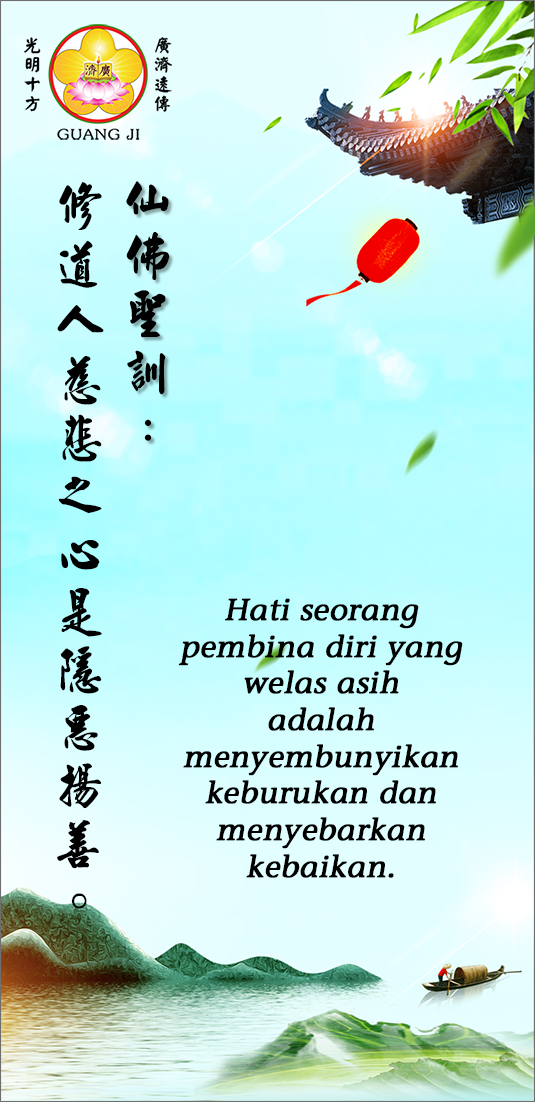 光明十方
廣濟遠傳
廣濟
GUANG JI
仙佛聖訓：
修道人慈悲之心是隱惡揚善。
Hati seorang
pembina diri yang
welas asih
adalah
menyembunyikan
keburukan dan
menyebarkan
kebaikan.